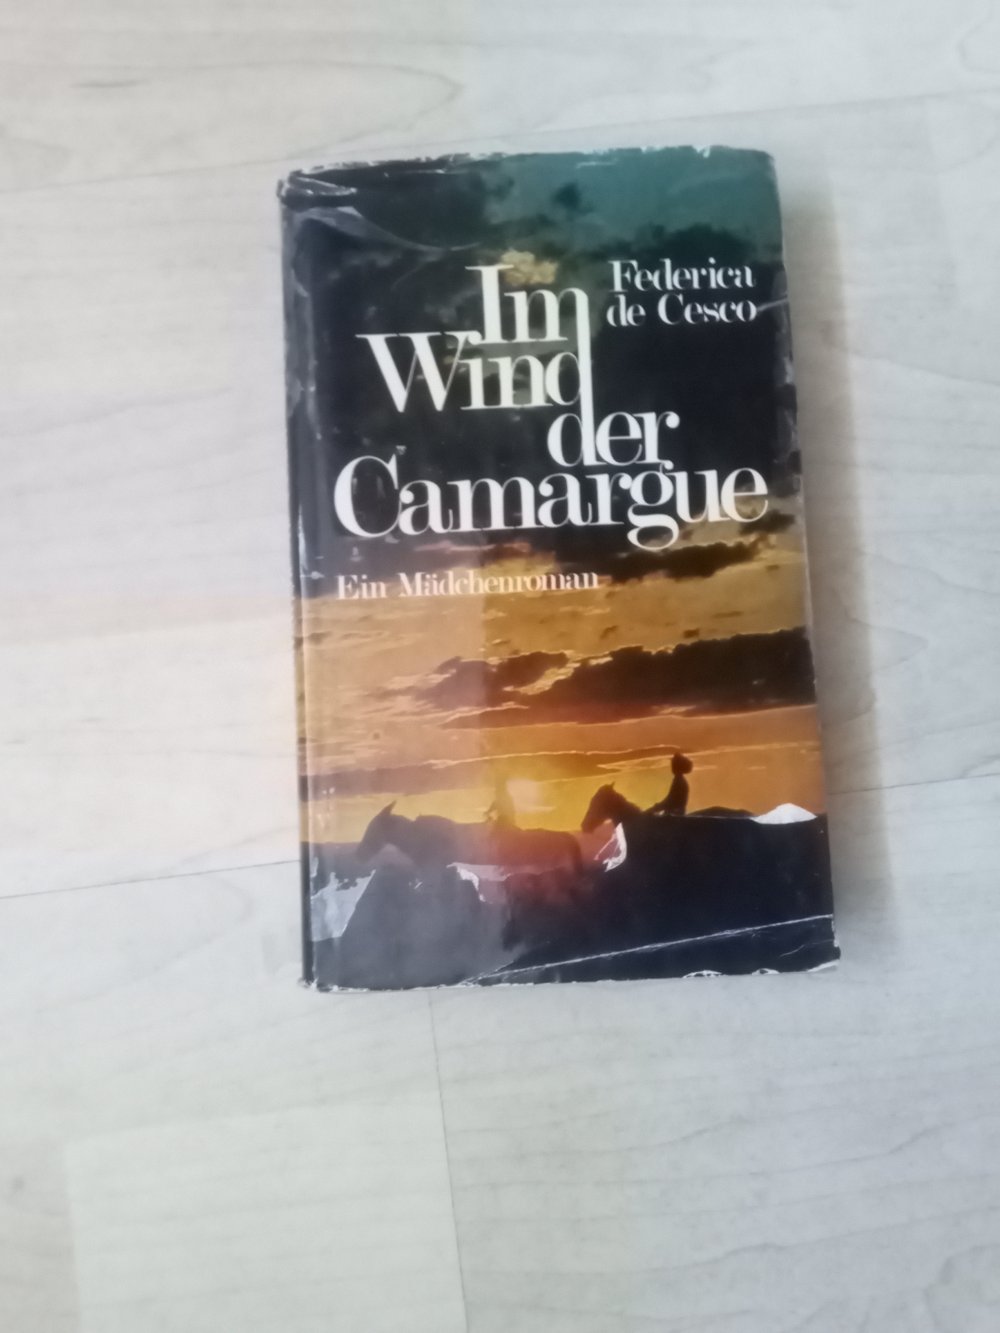 Im
Wind
der
Camargue
Federica
de Cesco
Ein Mädchenroman